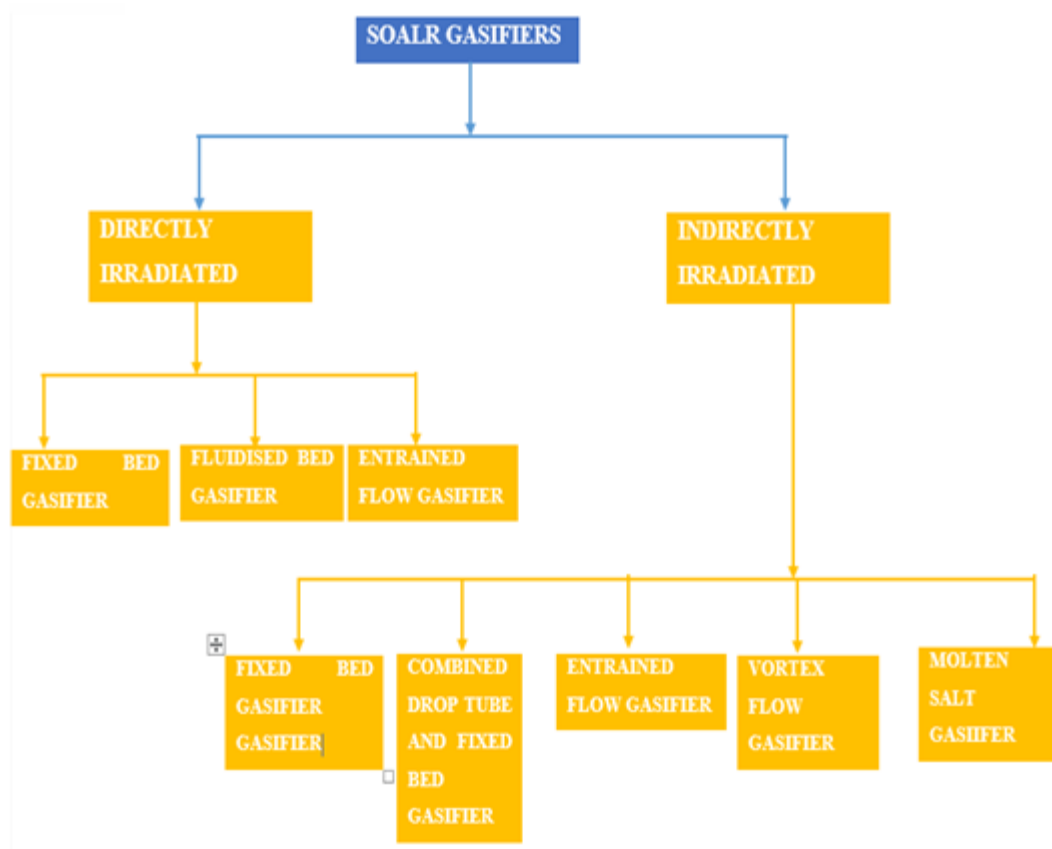 SOALR GASIFIERS
DIRECTLY
IRRADIATED
INDIRECTLY
IRRADIATED
FIXED BED
GASIFIER
FLUIDISED BED
GASIFIER
ENTRAINED
FLOW GASIFIER
FIXED BED
GASIFIER
GASIFIER
COMBINED
DROP TUBE
AND FIXED
BED
GASIFIER
ENTRAINED
FLOW GASIFIER
VORTEX
FLOW
GASIFIER
MOLTEN
SALT
GASIIFER